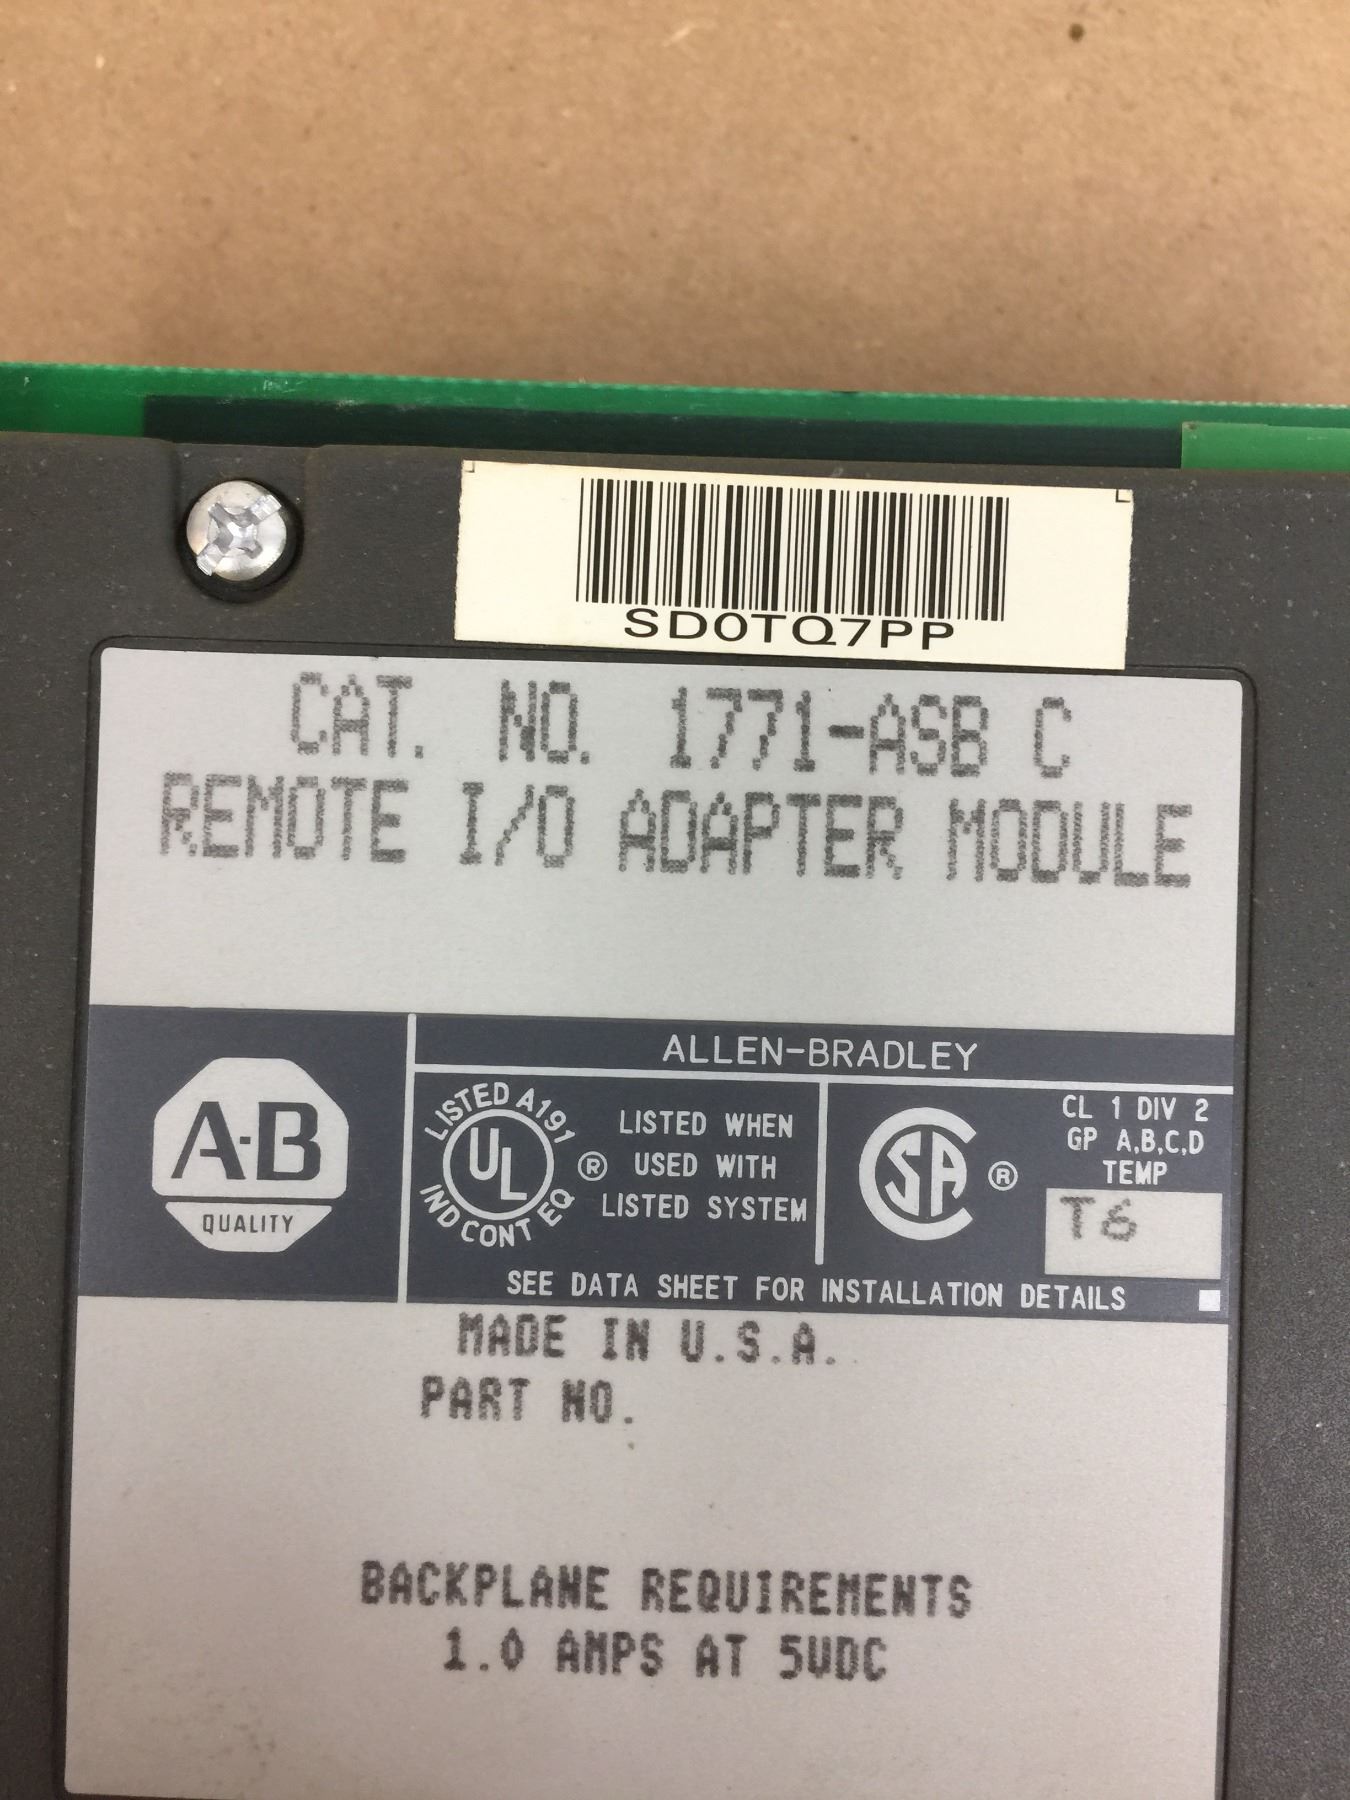 SD0TQ7PP
CAT. NO. 1771-ASB C
REMOTE I/O ADAPTER MODULE
ALLEN-BRADLEY
A-B
QUALITY
LISTED A191
UL
IND CONT EQ
®
LISTED WHEN
USED WITH
LISTED SYSTEM
SA
®
CL 1 DIV 2
GP A,B,C,D
TEMP
T6
SEE DATA SHEET FOR INSTALLATION DETAILS
MADE IN U.S.A.
PART NO.
BACKPLANE REQUIREMENTS
1.0 AMPS AT 5VDC